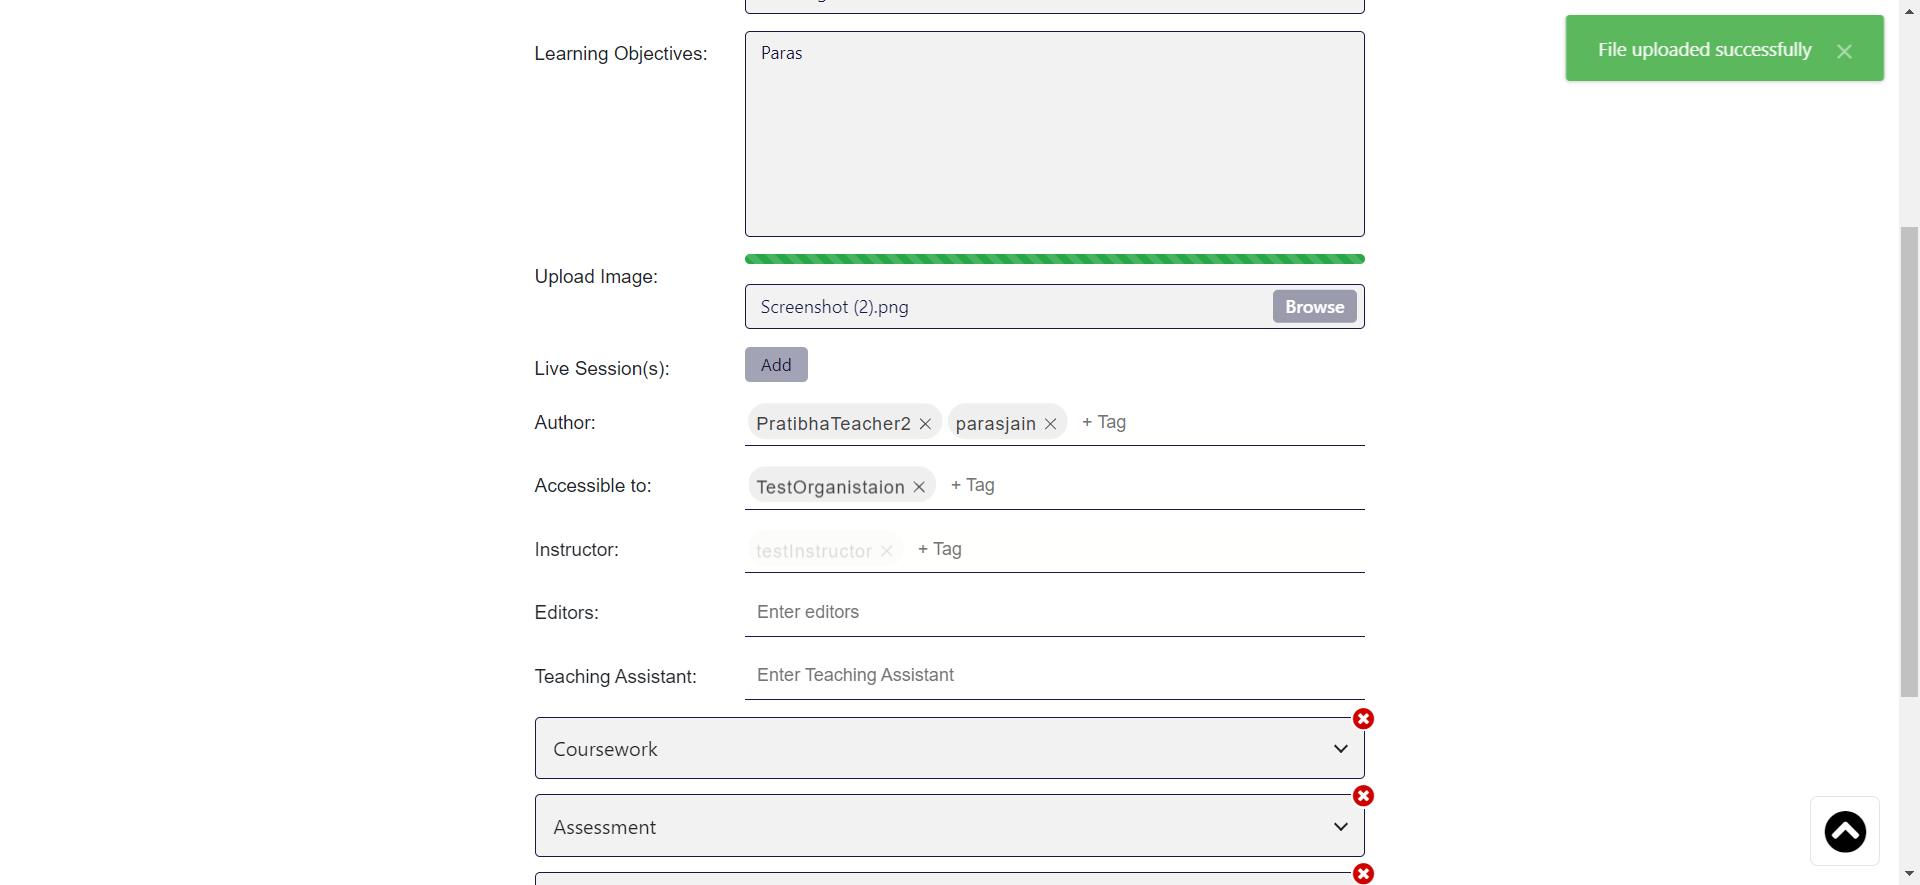 File uploaded successfully
Learning Objectives:
Paras
Upload Image:
Screenshot (2).png
Browse
Live Session(s):
Add
Author:
PratibhaTeacher2
parasjain
+ Tag
Accessible to:
TestOrganistaion
+ Tag
Instructor:
testInstructor
+ Tag
Editors:
Enter editors
Teaching Assistant:
Enter Teaching Assistant
Coursework
Assessment